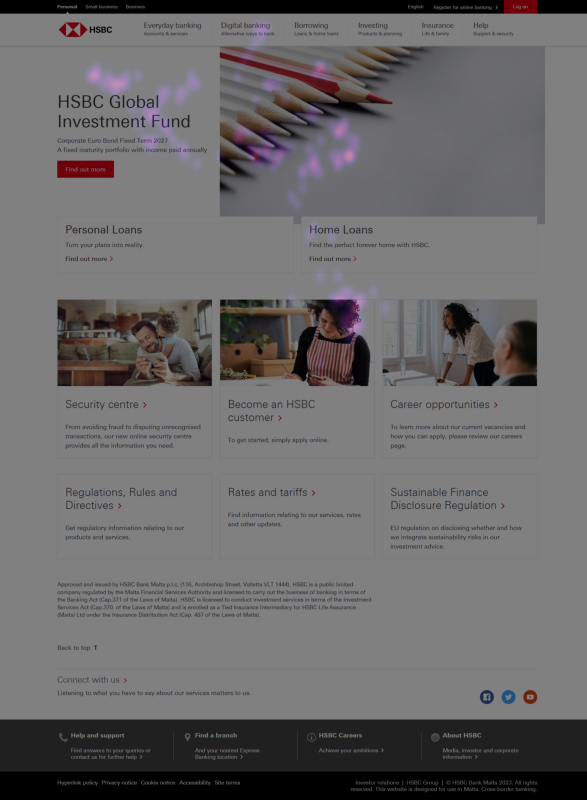 Personal Small business Business
English Register for online banking Log on
HSBC
Everyday banking Digital banking Borrowing Investing Insurance Help
Accounts & services Alternative ways to bank Loans & home loans Products & planning Life & family Support & security
HSBC Global
Investment Fund
Corporate Euro Bond Fixed Term 2027
A fixed maturity portfolio with income paid annually
Find out more
Personal Loans
Turn your plans into reality.
Find out more
Home Loans
Find the perfect forever home with HSBC.
Find out more
Security centre
From avoiding fraud to disputing unrecognised
transactions, our new online security centre
provides all the information you need.
Become an HSBC
customer
To get started, simply apply online.
Career opportunities
To learn more about our current vacancies and
how you can apply, please review our careers
page.
Regulations, Rules and
Directives
Get regulatory information relating to our
products and services.
Rates and tariffs
Find information relating to our services, rates
and other updates.
Sustainable Finance
Disclosure Regulation
EU regulation on disclosing whether and how
we integrate sustainability risks in our
investment advice.
Approved and issued by HSBC Bank Malta p.l.c, (116, Archbishop Street, Valletta VLT 1444). HSBC is a public limited
company regulated by the Malta Financial Services Authority and licensed to carry out the business of banking in terms of
the Banking Act (Cap.371 of the Laws of Malta). HSBC is licensed to conduct investment services in terms of the Investment
Services Act (Cap.370. of the Laws of Malta) and is enrolled as a Tied Insurance Intermediary for HSBC Life Assurance
(Malta) Ltd under the Insurance Distribution Act (Cap. 487 of the Laws of Malta).
Back to top
Connect with us
Listening to what you have to say about our services matters to us.
Help and support
Find answers to your queries or
contact us for further help
Find a branch
And your nearest Express
Banking location
HSBC Careers
Achieve your ambitions
About HSBC
Media, investor and corporate
information
Hyperlink policy Privacy notice Cookie notice Accessibility Site terms
Investor relations | HSBC Group | © HSBC Bank Malta 2023. All rights
reserved. This website is designed for use in Malta. Cross-border banking.